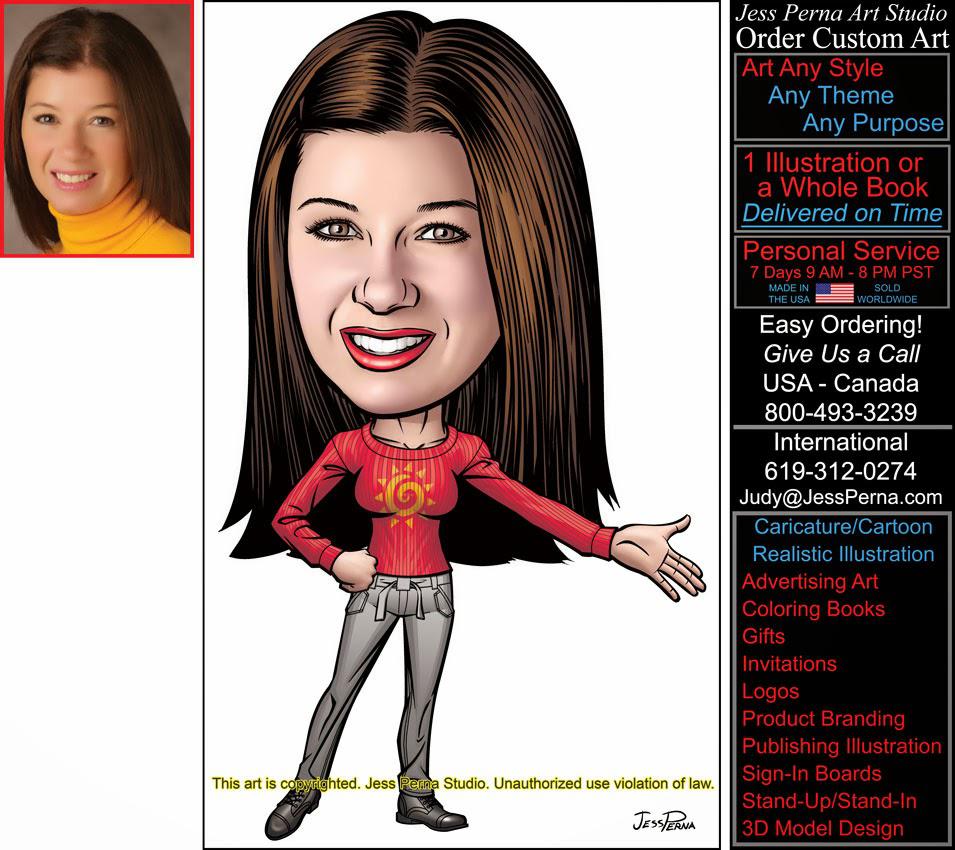 Jess Perna Art Studio
Order Custom Art
Art Any Style
Any Theme
Any Purpose
1 Illustration or
a Whole Book
Delivered on Time
Personal Service
7 Days 9 AM - 8 PM PST
MADE IN
THE USA
SOLD
WORLDWIDE
Easy Ordering!
Give Us a Call
USA - Canada
800-493-3239
International
619-312-0274
Judy@JessPerna.com
Caricature/Cartoon
Realistic Illustration
Advertising Art
Coloring Books
Gifts
Invitations
Logos
Product Branding
Publishing Illustration
Sign-In Boards
Stand-Up/Stand-In
3D Model Design
This art is copyrighted. Jess Perna Studio. Unauthorized use violation of law.
JESS PERNA